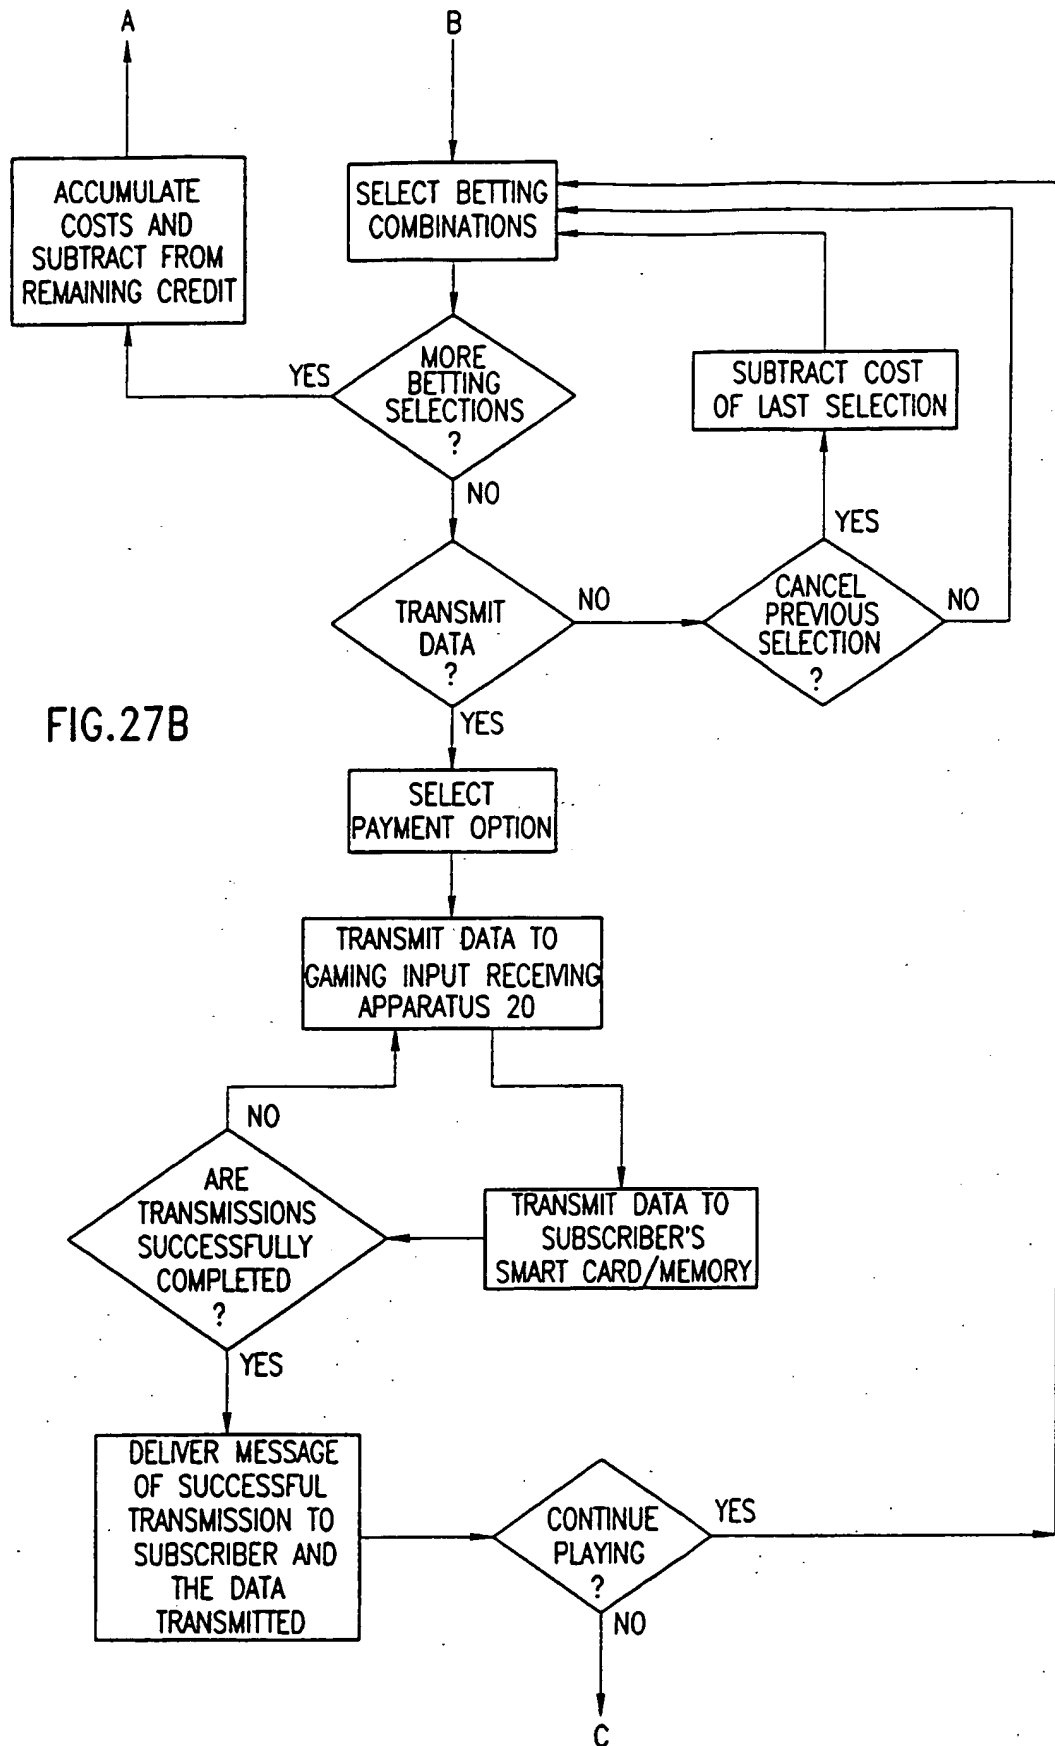 A
B
ACCUMULATE
COSTS AND
SUBTRACT FROM
REMAINING CREDIT
SELECT BETTING
COMBINATIONS
YES
MORE
BETTING
SELECTIONS
?
SUBTRACT COST
OF LAST SELECTION
NO
YES
TRANSMIT
DATA
?
NO
CANCEL
PREVIOUS
SELECTION
?
NO
FIG.27B
YES
SELECT
PAYMENT OPTION
TRANSMIT DATA TO
GAMING INPUT RECEIVING
APPARATUS 20
NO
ARE
TRANSMISSIONS
SUCCESSFULLY
COMPLETED
?
TRANSMIT DATA TO
SUBSCRIBER'S
SMART CARD/MEMORY
YES
DELIVER MESSAGE
OF SUCCESSFUL
TRANSMISSION TO
SUBSCRIBER AND
THE DATA
TRANSMITTED
CONTINUE
PLAYING
?
YES
NO
C